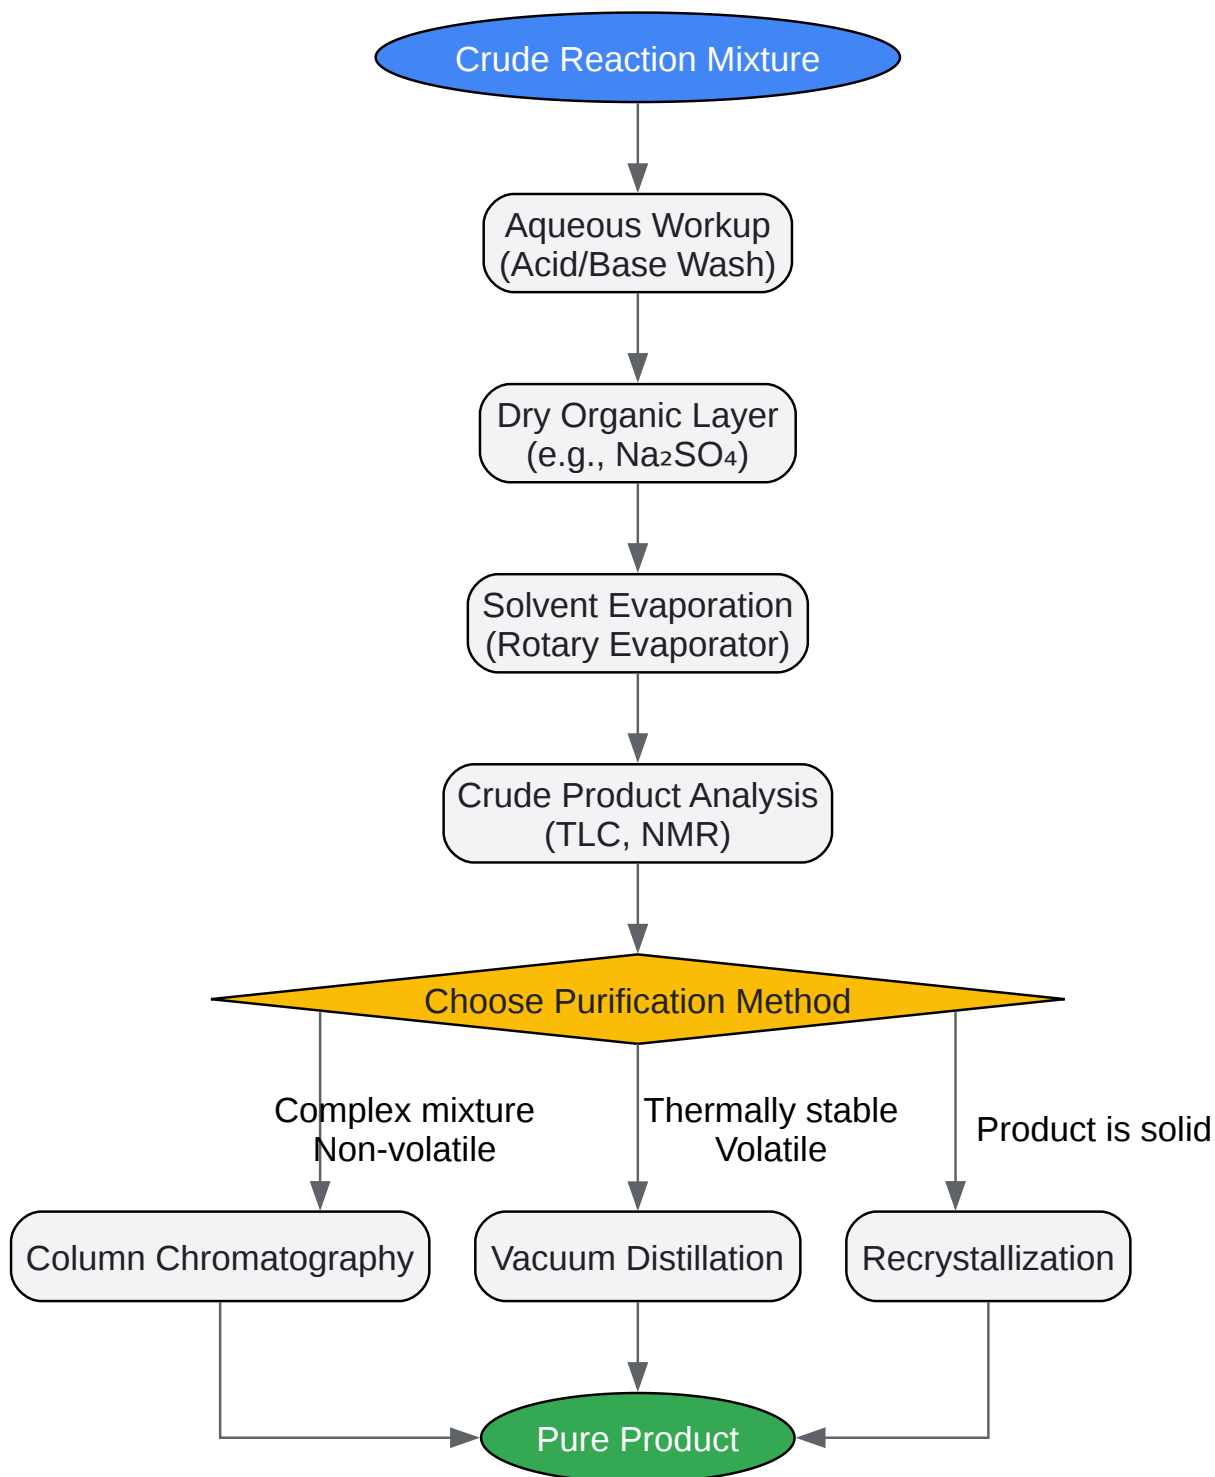 Crude Reaction Mixture
Aqueous Workup
(Acid/Base Wash)
Dry Organic Layer
(e.g., Na₂SO₄)
Solvent Evaporation
(Rotary Evaporator)
Crude Product Analysis
(TLC, NMR)
Choose Purification Method
Complex mixture
Non-volatile
Thermally stable
Volatile
Product is solid
Column Chromatography
Vacuum Distillation
Recrystallization
Pure Product